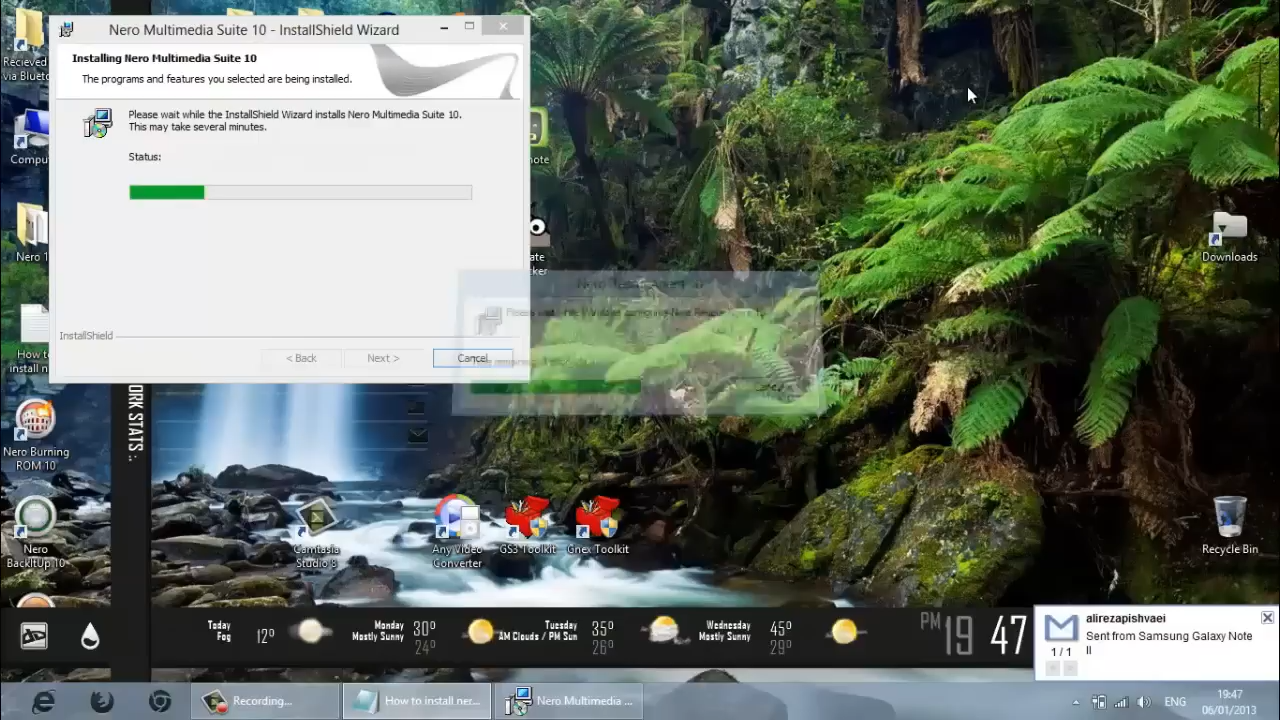 Nero Multimedia Suite 10 - InstallShield Wizard
Installing Nero Multimedia Suite 10
The programs and features you selected are being installed.
Please wait while the InstallShield Wizard installs Nero Multimedia Suite 10.
This may take several minutes.
Status:
InstallShield
< Back
Next >
Cancel
Recieved
via Bluet
Comput
Nero 1
How to
install n
Nero Burning
ROM 10
Nero
BackItUp 10
Camtasia
Studio 8
Any Video
Converter
GS3 Toolkit
Gnex Toolkit
Downloads
Recycle Bin
Today
Fog
12°
Monday
Mostly Sunny
30°
24°
Tuesday
AM Clouds / PM Sun
35°
26°
Wednesday
Mostly Sunny
45°
29°
PM
19
47
alirezapishvaei
Sent from Samsung Galaxy Note
II
1 / 1
Recording...
How to install ner...
Nero Multimedia ...
ENG
19:47
06/01/2013